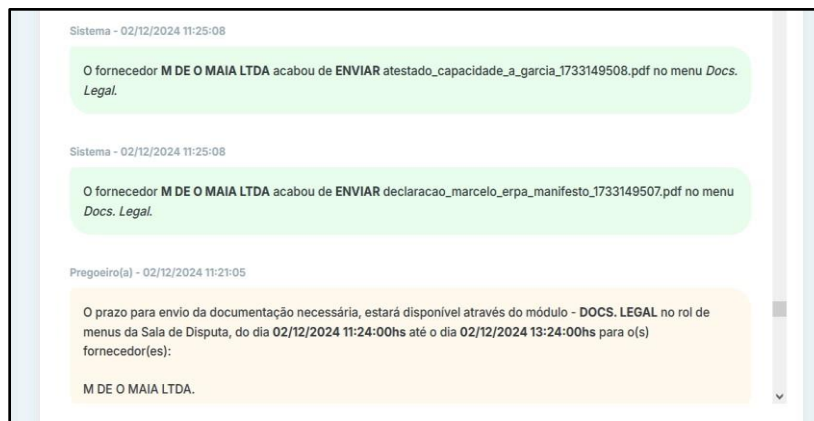 Sistema - 02/12/2024 11:25:08
O fornecedor M DE O MAIA LTDA acabou de ENVIAR atestado_capacidade_a_garcia_1733149508.pdf no menu Docs.
Legal.
Sistema - 02/12/2024 11:25:08
O fornecedor M DE O MAIA LTDA acabou de ENVIAR declaracao_marcelo_erpa_manifesto_1733149507.pdf no menu
Docs. Legal.
Pregoeiro(a) - 02/12/2024 11:21:05
O prazo para envio da documentação necessária, estará disponível através do módulo - DOCS. LEGAL no rol de
menus da Sala de Disputa, do dia 02/12/2024 11:24:00hs até o dia 02/12/2024 13:24:00hs para o(s)
fornecedor(es):
M DE O MAIA LTDA.